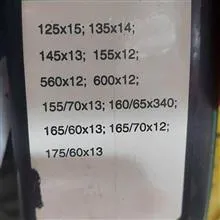 125x15; 135x14;
145x13; 155x12;
560x12; 600x12;
155/70x13; 160/65x340;
165/60x13; 165/70x12;
175/60x13